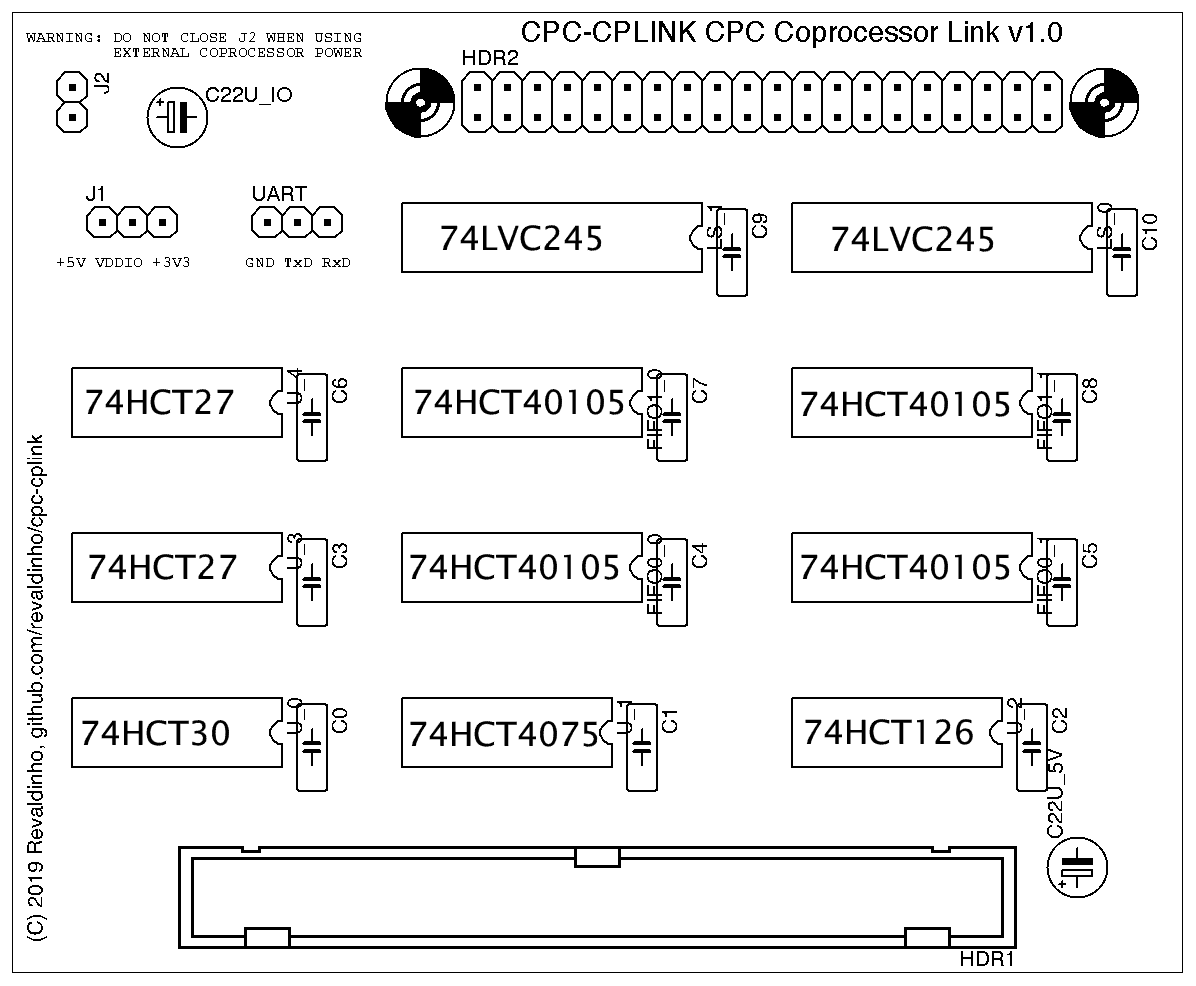 WARNING: DO NOT CLOSE J2 WHEN USING
EXTERNAL COPROCESSOR POWER
CPC-CPLINK CPC Coprocessor Link v1.0
J2
C22U_IO
HDR2
J1
UART
+5V VDDIO +3V3
GND TxD RxD
74LVC245
LS_1
C9
74LVC245
LS_0
C10
74HCT27
U_4
C6
74HCT40105
FIFO1_0
C7
74HCT40105
FIFO1_1
C8
74HCT27
U_3
C3
74HCT40105
FIFO0_0
C4
74HCT40105
FIFO0_1
C5
74HCT30
U_0
C0
74HCT4075
U_1
C1
74HCT126
U_2
C2
C22U_5V
HDR1
(C) 2019 Revaldinho, github.com/revaldinho/cpc-cplink